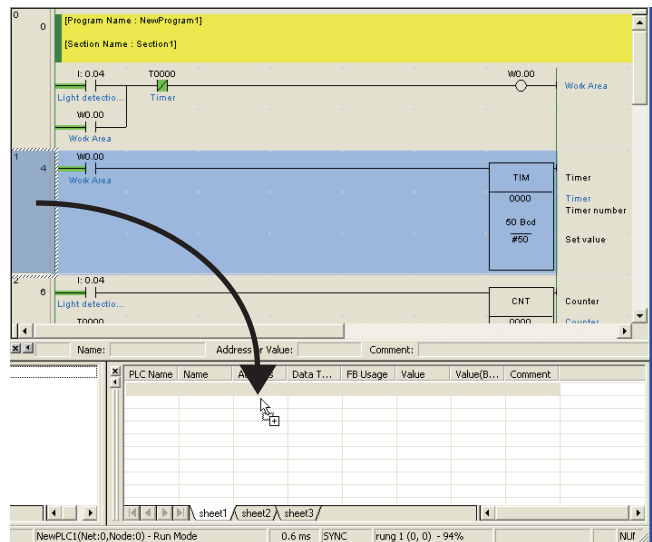 0
0
[Program Name : NewProgram1]
[Section Name : Section1]
I: 0.04 T0000 W0.00
Work Area
Light detectio... Timer
W0.00
Work Area
1
4
W0.00
Work Area
TIM Timer
0000 Timer
Timer number
50 Bcd
#50 Set value
2
6
I: 0.04
Light detectio...
CNT Counter
T0000 0000 Counter
Name: Address or Value: Comment:
PLC Name Name Address Data T... FB Usage Value Value(B... Comment
sheet1 sheet2 sheet3
NewPLC1(Net:0,Node:0) - Run Mode 0.6 ms SYNC rung 1 (0, 0) - 94%